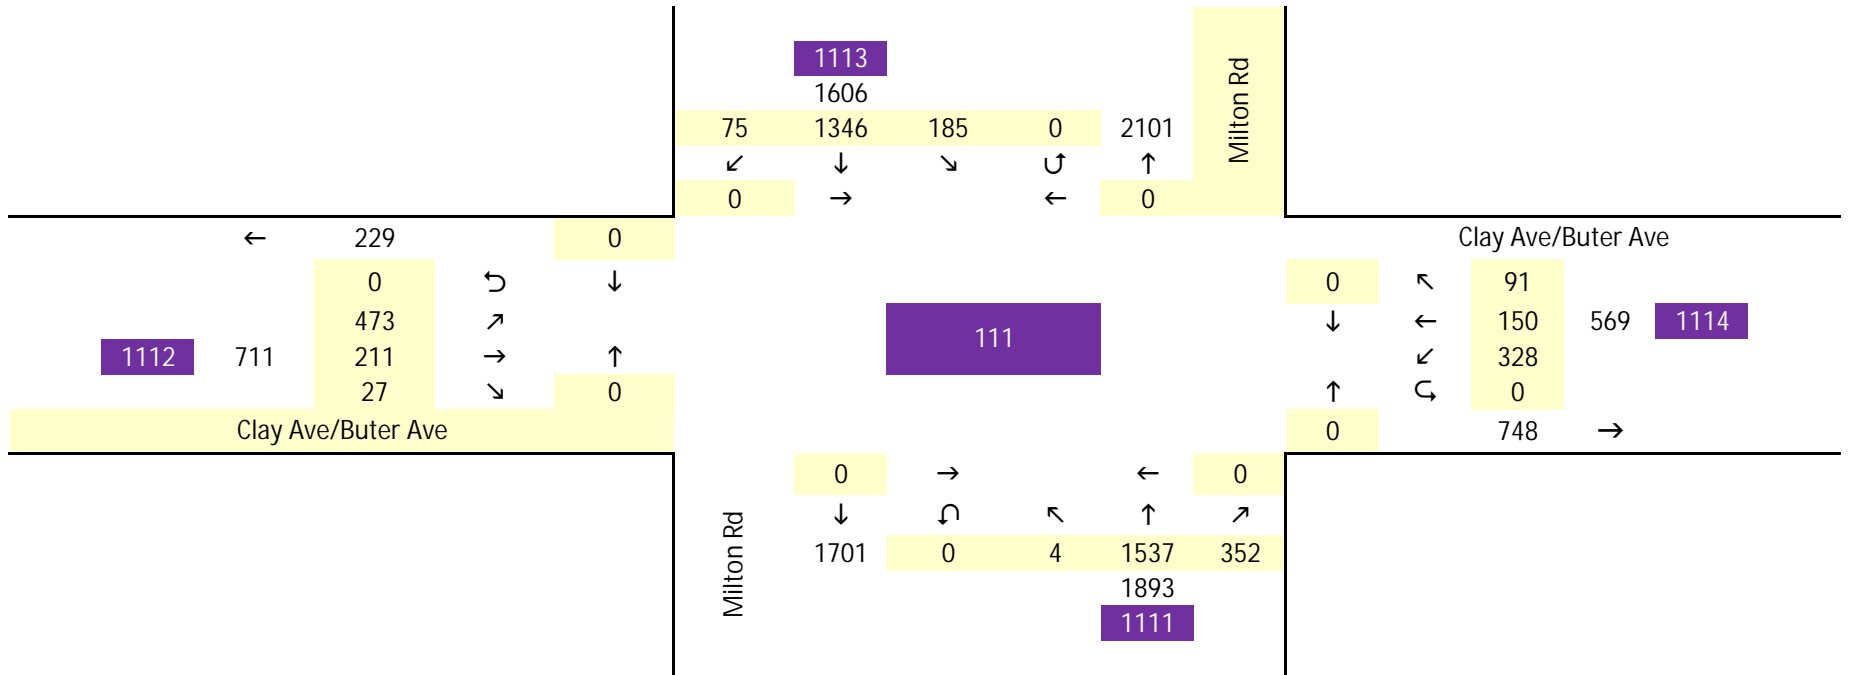 1113
1606
75 1346 185 0 2101
↙ ↓ ↘ ⮍ ↑
0 → ← 0
Milton Rd
← 229 0
Clay Ave/Buter Ave
0 ⮌ ↓
0 ↖ 91
473 ↗
111
↓ ← 150 569 1114
1112 711 211 → ↑
↙ 328
27 ↘ 0
↑ ⮎ 0
Clay Ave/Buter Ave
0 748 →
0 → ← 0
↓ ⮏ ↖ ↑ ↗
Milton Rd
1701 0 4 1537 352
1893
1111